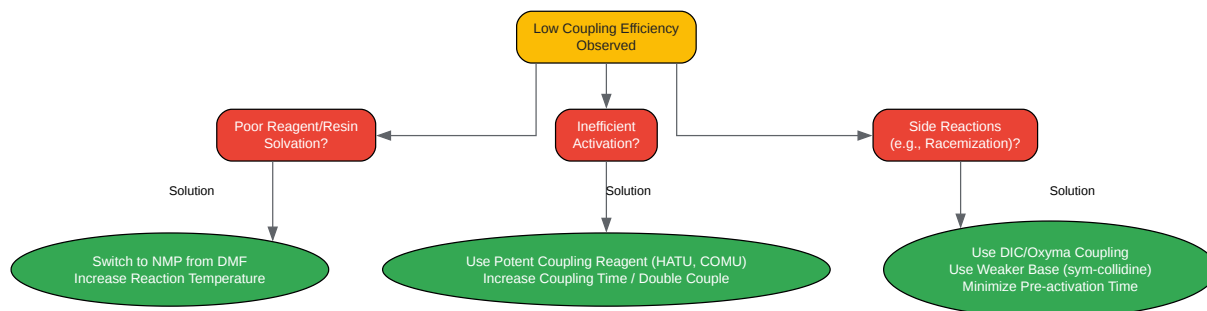 Low Coupling Efficiency
Observed
Poor Reagent/Resin
Solvation?
Inefficient
Activation?
Side Reactions
(e.g., Racemization)?
Solution
Solution
Solution
Switch to NMP from DMF
Increase Reaction Temperature
Use Potent Coupling Reagent (HATU, COMU)
Increase Coupling Time / Double Couple
Use DIC/Oxyma Coupling
Use Weaker Base (sym-collidine)
Minimize Pre-activation Time